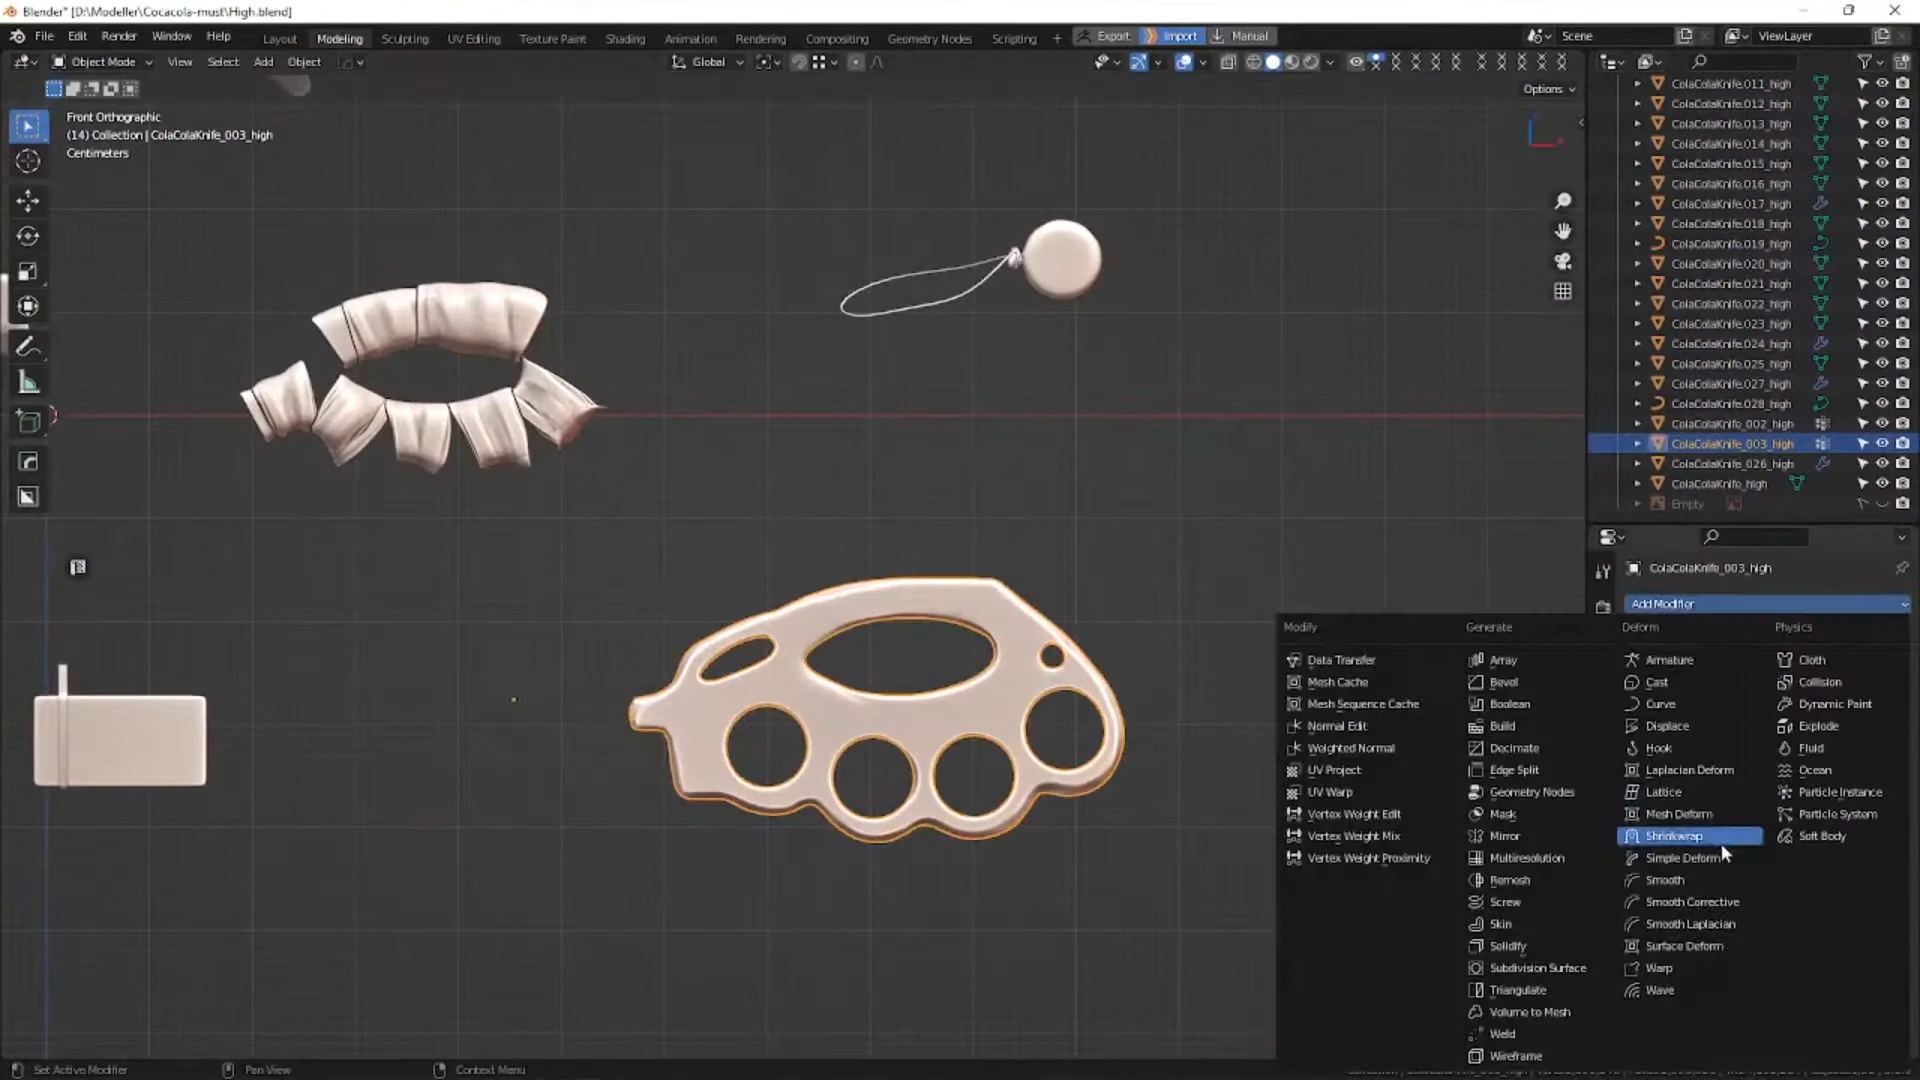 Blender* [D:\Modeller\Cocacola-must\High.blend]
File Edit Render Window Help
Layout Modeling Sculpting UV Editing Texture Paint Shading Animation Rendering Compositing Geometry Nodes Scripting +
Export Import Manual
Scene
ViewLayer
Object Mode View Select Add Object
Global
Options
Front Orthographic
(14) Collection | ColaColaKnife_003_high
Centimeters
ColaColaKnife.011_high
ColaColaKnife.012_high
ColaColaKnife.013_high
ColaColaKnife.014_high
ColaColaKnife.015_high
ColaColaKnife.016_high
ColaColaKnife.017_high
ColaColaKnife.018_high
ColaColaKnife.019_high
ColaColaKnife.020_high
ColaColaKnife.021_high
ColaColaKnife.022_high
ColaColaKnife.023_high
ColaColaKnife.024_high
ColaColaKnife.025_high
ColaColaKnife.027_high
ColaColaKnife.028_high
ColaColaKnife_002_high
ColaColaKnife_003_high
ColaColaKnife_026_high
ColaColaKnife_high
Empty
ColaColaKnife_003_high
Add Modifier
Modify
Data Transfer
Mesh Cache
Mesh Sequence Cache
Normal Edit
Weighted Normal
UV Project
UV Warp
Vertex Weight Edit
Vertex Weight Mix
Vertex Weight Proximity
Generate
Array
Bevel
Boolean
Build
Decimate
Edge Split
Geometry Nodes
Mask
Mirror
Multiresolution
Remesh
Screw
Skin
Solidify
Subdivision Surface
Triangulate
Volume to Mesh
Weld
Wireframe
Deform
Armature
Cast
Curve
Displace
Hook
Laplacian Deform
Lattice
Mesh Deform
Shrinkwrap
Simple Deform
Smooth
Smooth Corrective
Smooth Laplacian
Surface Deform
Warp
Wave
Physics
Cloth
Collision
Dynamic Paint
Explode
Fluid
Ocean
Particle Instance
Particle System
Soft Body
Set Active Modifier
Pan View
Context Menu